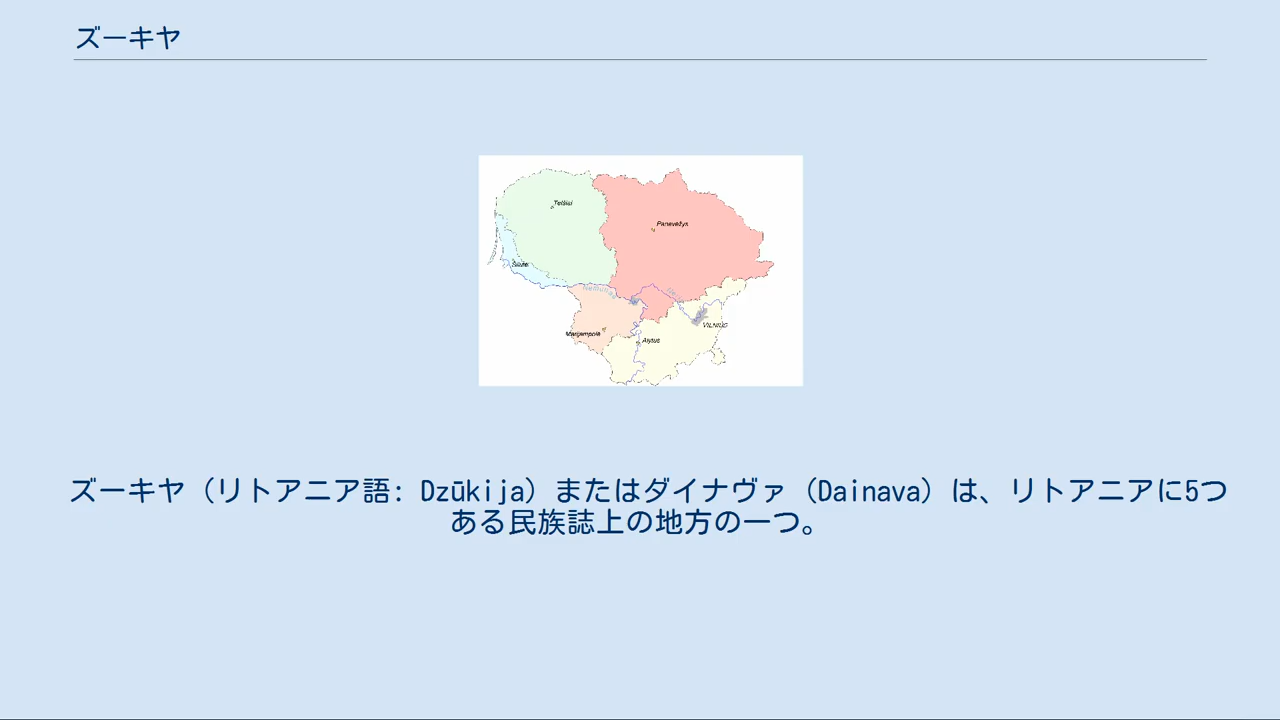 ズーキヤ
Telšiai
Panevėžys
Šilutė
Nemunas
Marijampolė
VILNIUS
Alytus
ズーキヤ（リトアニア語: Dzūkija）またはダイナヴァ（Dainava）は、リトアニアに5つ
ある民族誌上の地方の一つ。